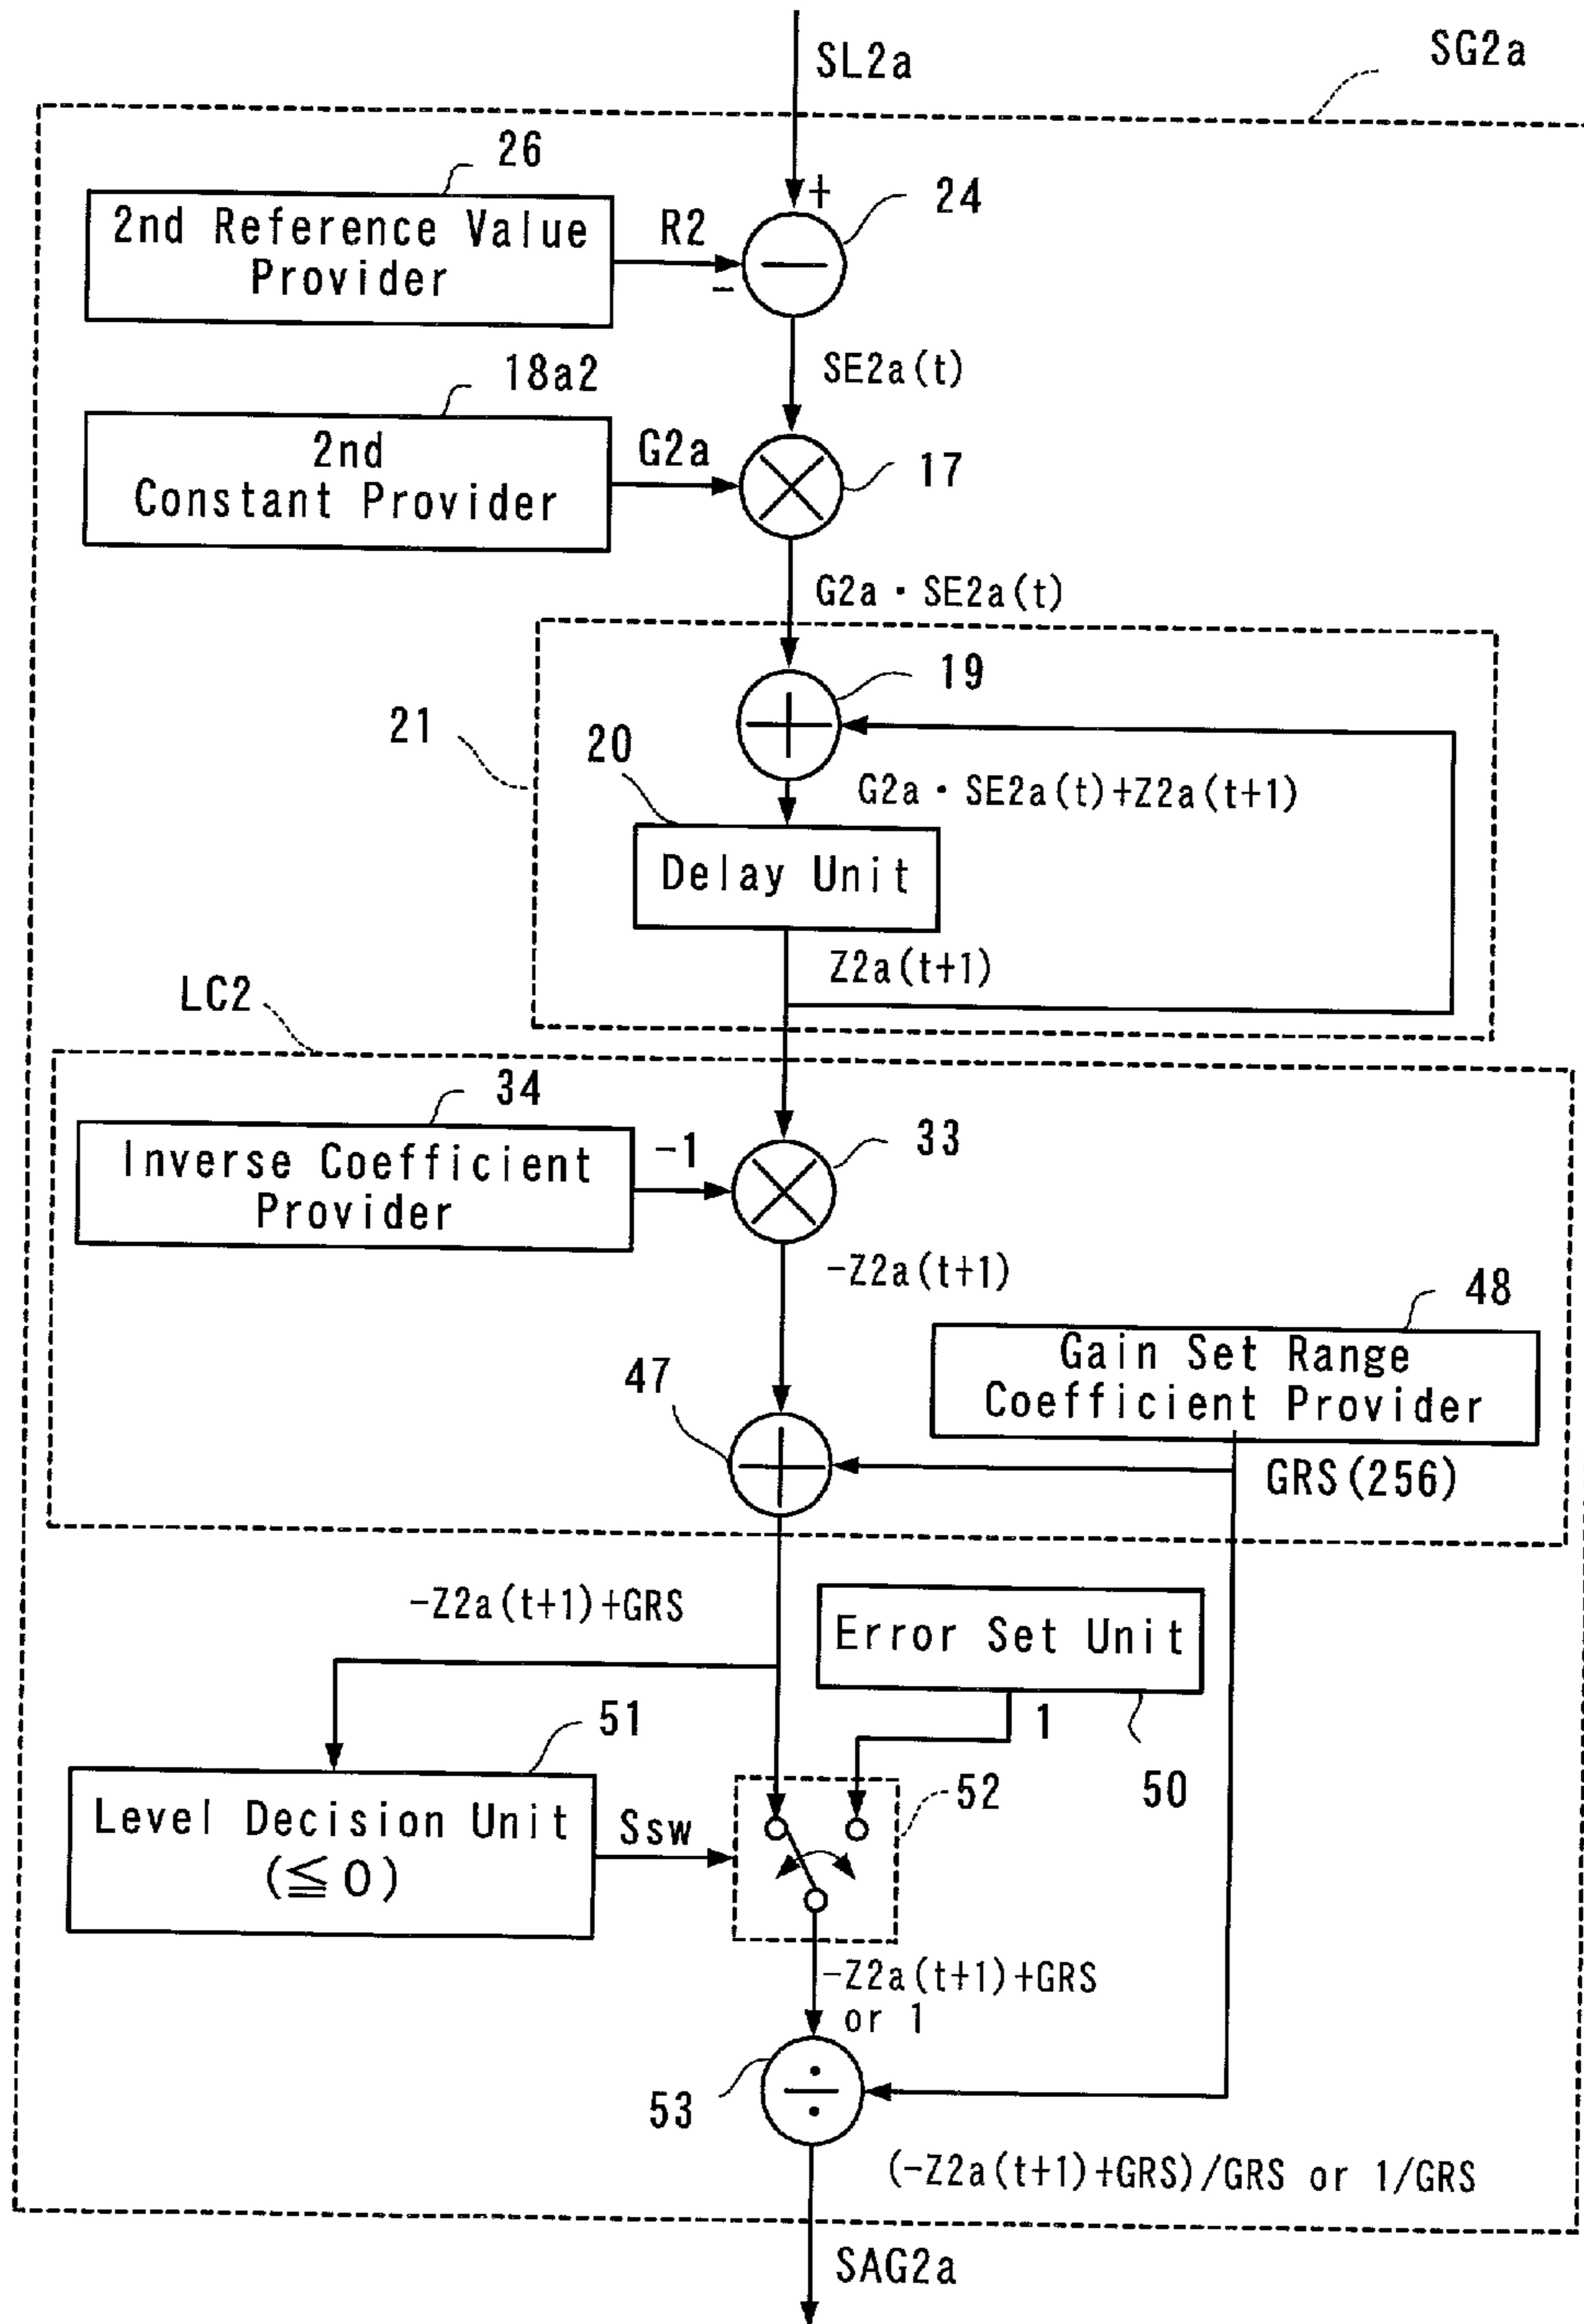 SL2a
SG2a
26
2nd Reference Value
Provider
R2
+
-
24
SE2a(t)
18a2
2nd
Constant Provider
G2a
17
G2a・SE2a(t)
19
21
20
G2a・SE2a(t)+Z2a(t+1)
Delay Unit
Z2a(t+1)
LC2
34
Inverse Coefficient
Provider
-1
33
-Z2a(t+1)
48
Gain Set Range
Coefficient Provider
47
GRS(256)
-Z2a(t+1)+GRS
Error Set Unit
1
50
51
Level Decision Unit
(≦0)
Ssw
52
-Z2a(t+1)+GRS
or 1
53
(-Z2a(t+1)+GRS)/GRS or 1/GRS
SAG2a